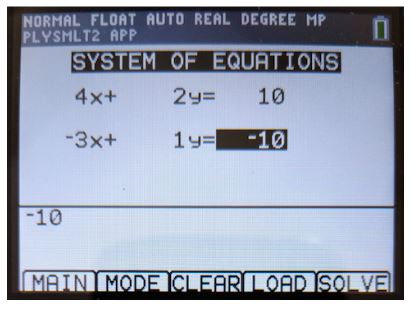 NORMAL FLOAT AUTO REAL DEGREE MP
PLYSMLT2 APP
SYSTEM OF EQUATIONS
4x+ 2y= 10
-3x+ 1y= -10
-10
MAIN MODE CLEAR LOAD SOLVE